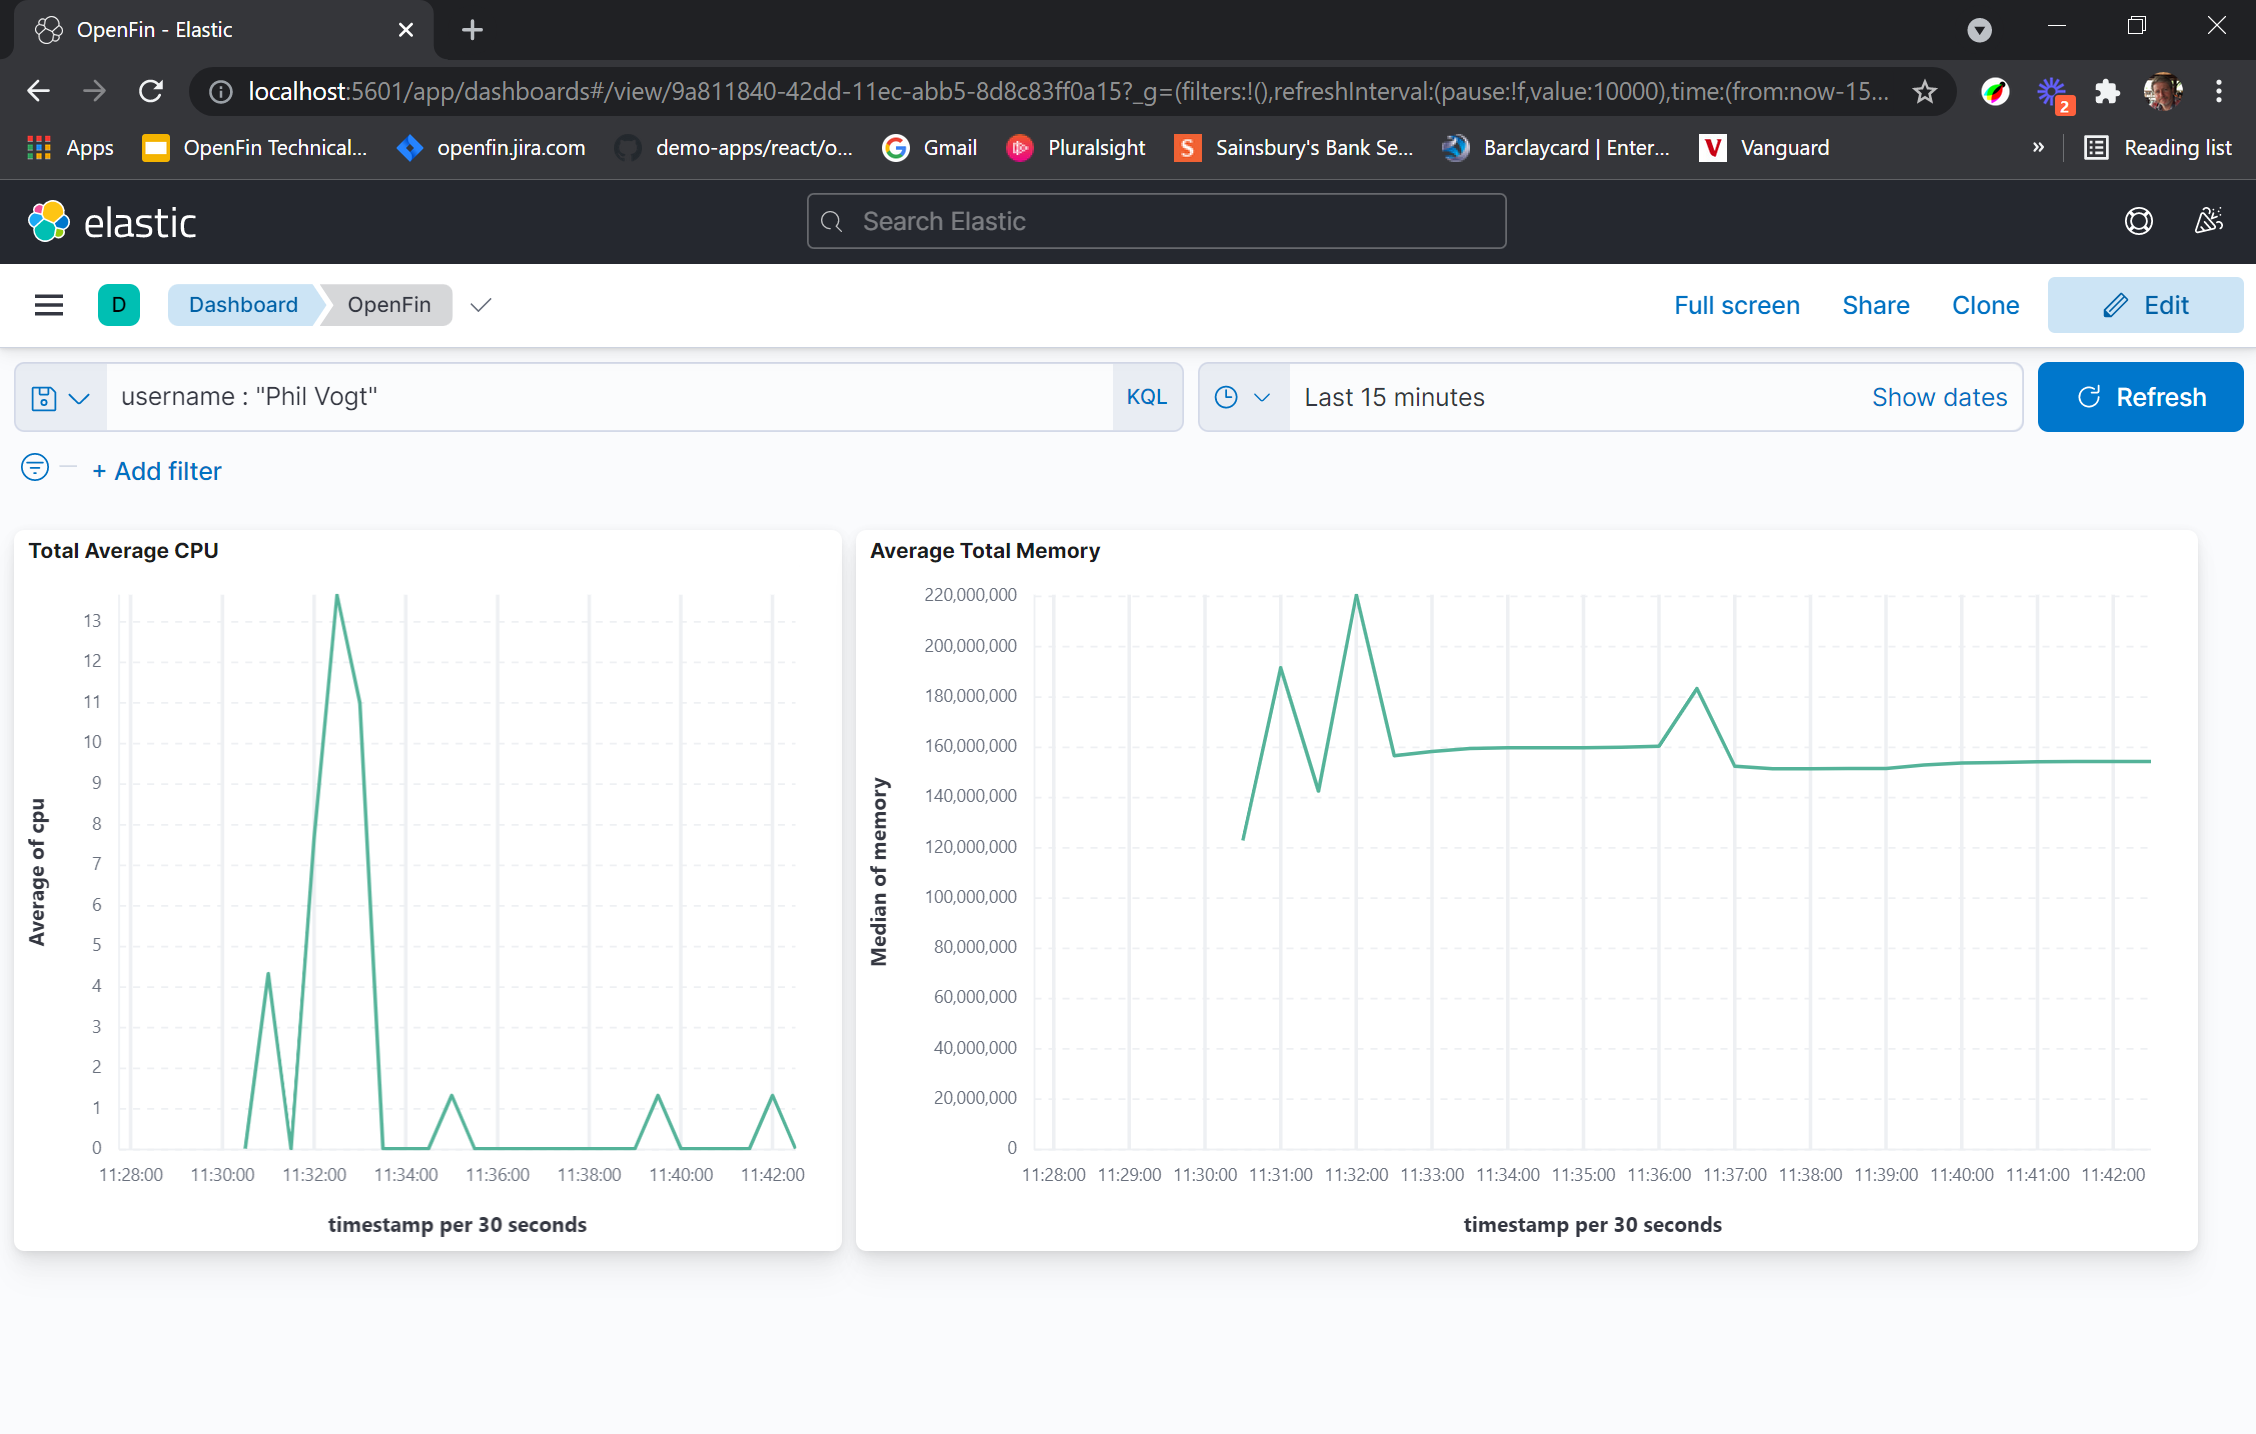 OpenFin - Elastic
localhost:5601/app/dashboards#/view/9a811840-42dd-11ec-abb5-8d8c83ff0a15?_g=(filters:!(),refreshInterval:(pause:!f,value:10000),time:(from:now-15...
2
Apps OpenFin Technical... openfin.jira.com demo-apps/react/o... Gmail Pluralsight S Sainsbury's Bank Se... Barclaycard | Enter... V Vanguard » Reading list
elastic
Search Elastic
D Dashboard OpenFin Full screen Share Clone Edit
username : "Phil Vogt" KQL Last 15 minutes Show dates Refresh
+ Add filter
Total Average CPU
13
12
11
10
9
8
7
6
5
4
3
2
1
0
Average of cpu
11:28:00 11:30:00 11:32:00 11:34:00 11:36:00 11:38:00 11:40:00 11:42:00
timestamp per 30 seconds
Average Total Memory
220,000,000
200,000,000
180,000,000
160,000,000
140,000,000
120,000,000
100,000,000
80,000,000
60,000,000
40,000,000
20,000,000
0
Median of memory
11:28:00 11:29:00 11:30:00 11:31:00 11:32:00 11:33:00 11:34:00 11:35:00 11:36:00 11:37:00 11:38:00 11:39:00 11:40:00 11:41:00 11:42:00
timestamp per 30 seconds